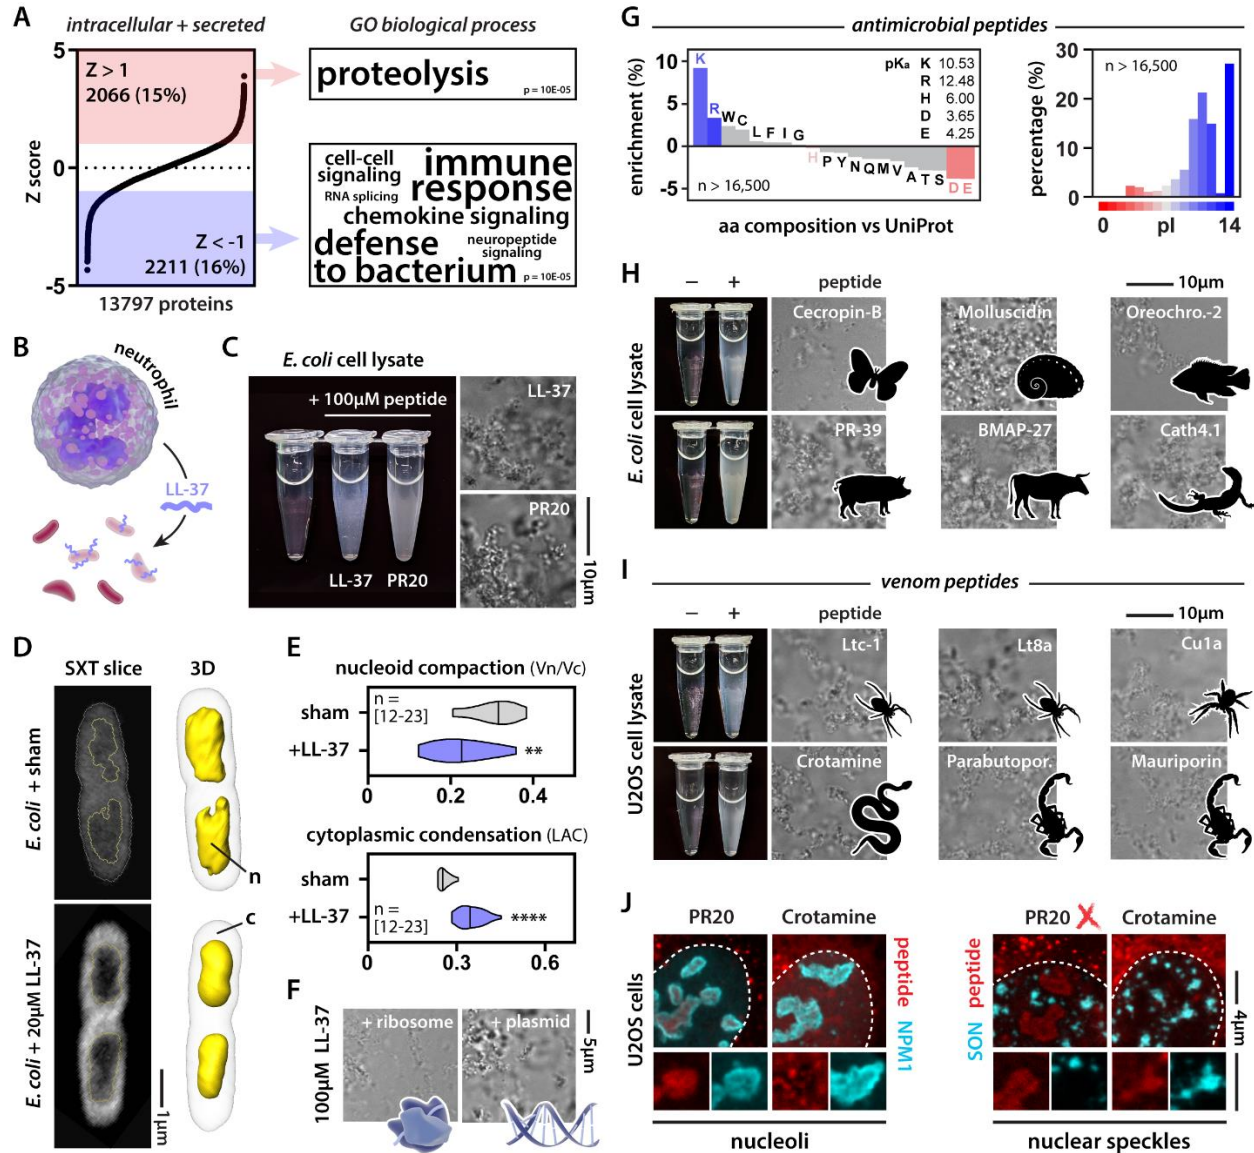 A
intracellular + secreted
GO biological process
5
0
-5
Z score
Z > 1
2066 (15%)
Z < -1
2211 (16%)
13797 proteins
proteolysis
p = 10E-05
cell-cell
signaling
immune
response
RNA splicing
chemokine signaling
defense
to bacterium
neuropeptide
signaling
p = 10E-05
B
neutrophil
LL-37
C
E. coli cell lysate
+ 100µM peptide
LL-37
PR20
LL-37
PR20
10µm
D
SXT slice
3D
E. coli + sham
n
E. coli + 20µM LL-37
c
1µm
E
nucleoid compaction (Vn/Vc)
sham
n =
[12-23]
+LL-37
**
0
0.2
0.4
cytoplasmic condensation (LAC)
sham
+LL-37
n =
[12-23]
****
0
0.3
0.6
F
100µM LL-37
+ ribosome
+ plasmid
5µm
G
antimicrobial peptides
enrichment (%)
10
5
0
-5
K
R
W
C
L
F
I
G
H
P
Y
N
Q
M
V
A
T
S
D
E
pKa
K 10.53
R 12.48
H 6.00
D 3.65
E 4.25
n > 16,500
aa composition vs UniProt
percentage (%)
30
20
10
0
n > 16,500
0
pI
14
H
– + peptide
10µm
E. coli cell lysate
Cecropin-B
Molluscidin
Oreochro.-2
PR-39
BMAP-27
Cath4.1
I
venom peptides
– + peptide
10µm
U2OS cell lysate
Ltc-1
Lt8a
Cu1a
Crotamine
Parabutopor.
Mauriporin
J
PR20
Crotamine
U2OS cells
peptide NPM1
nucleoli
PR20 X
Crotamine
SON peptide
4µm
nuclear speckles